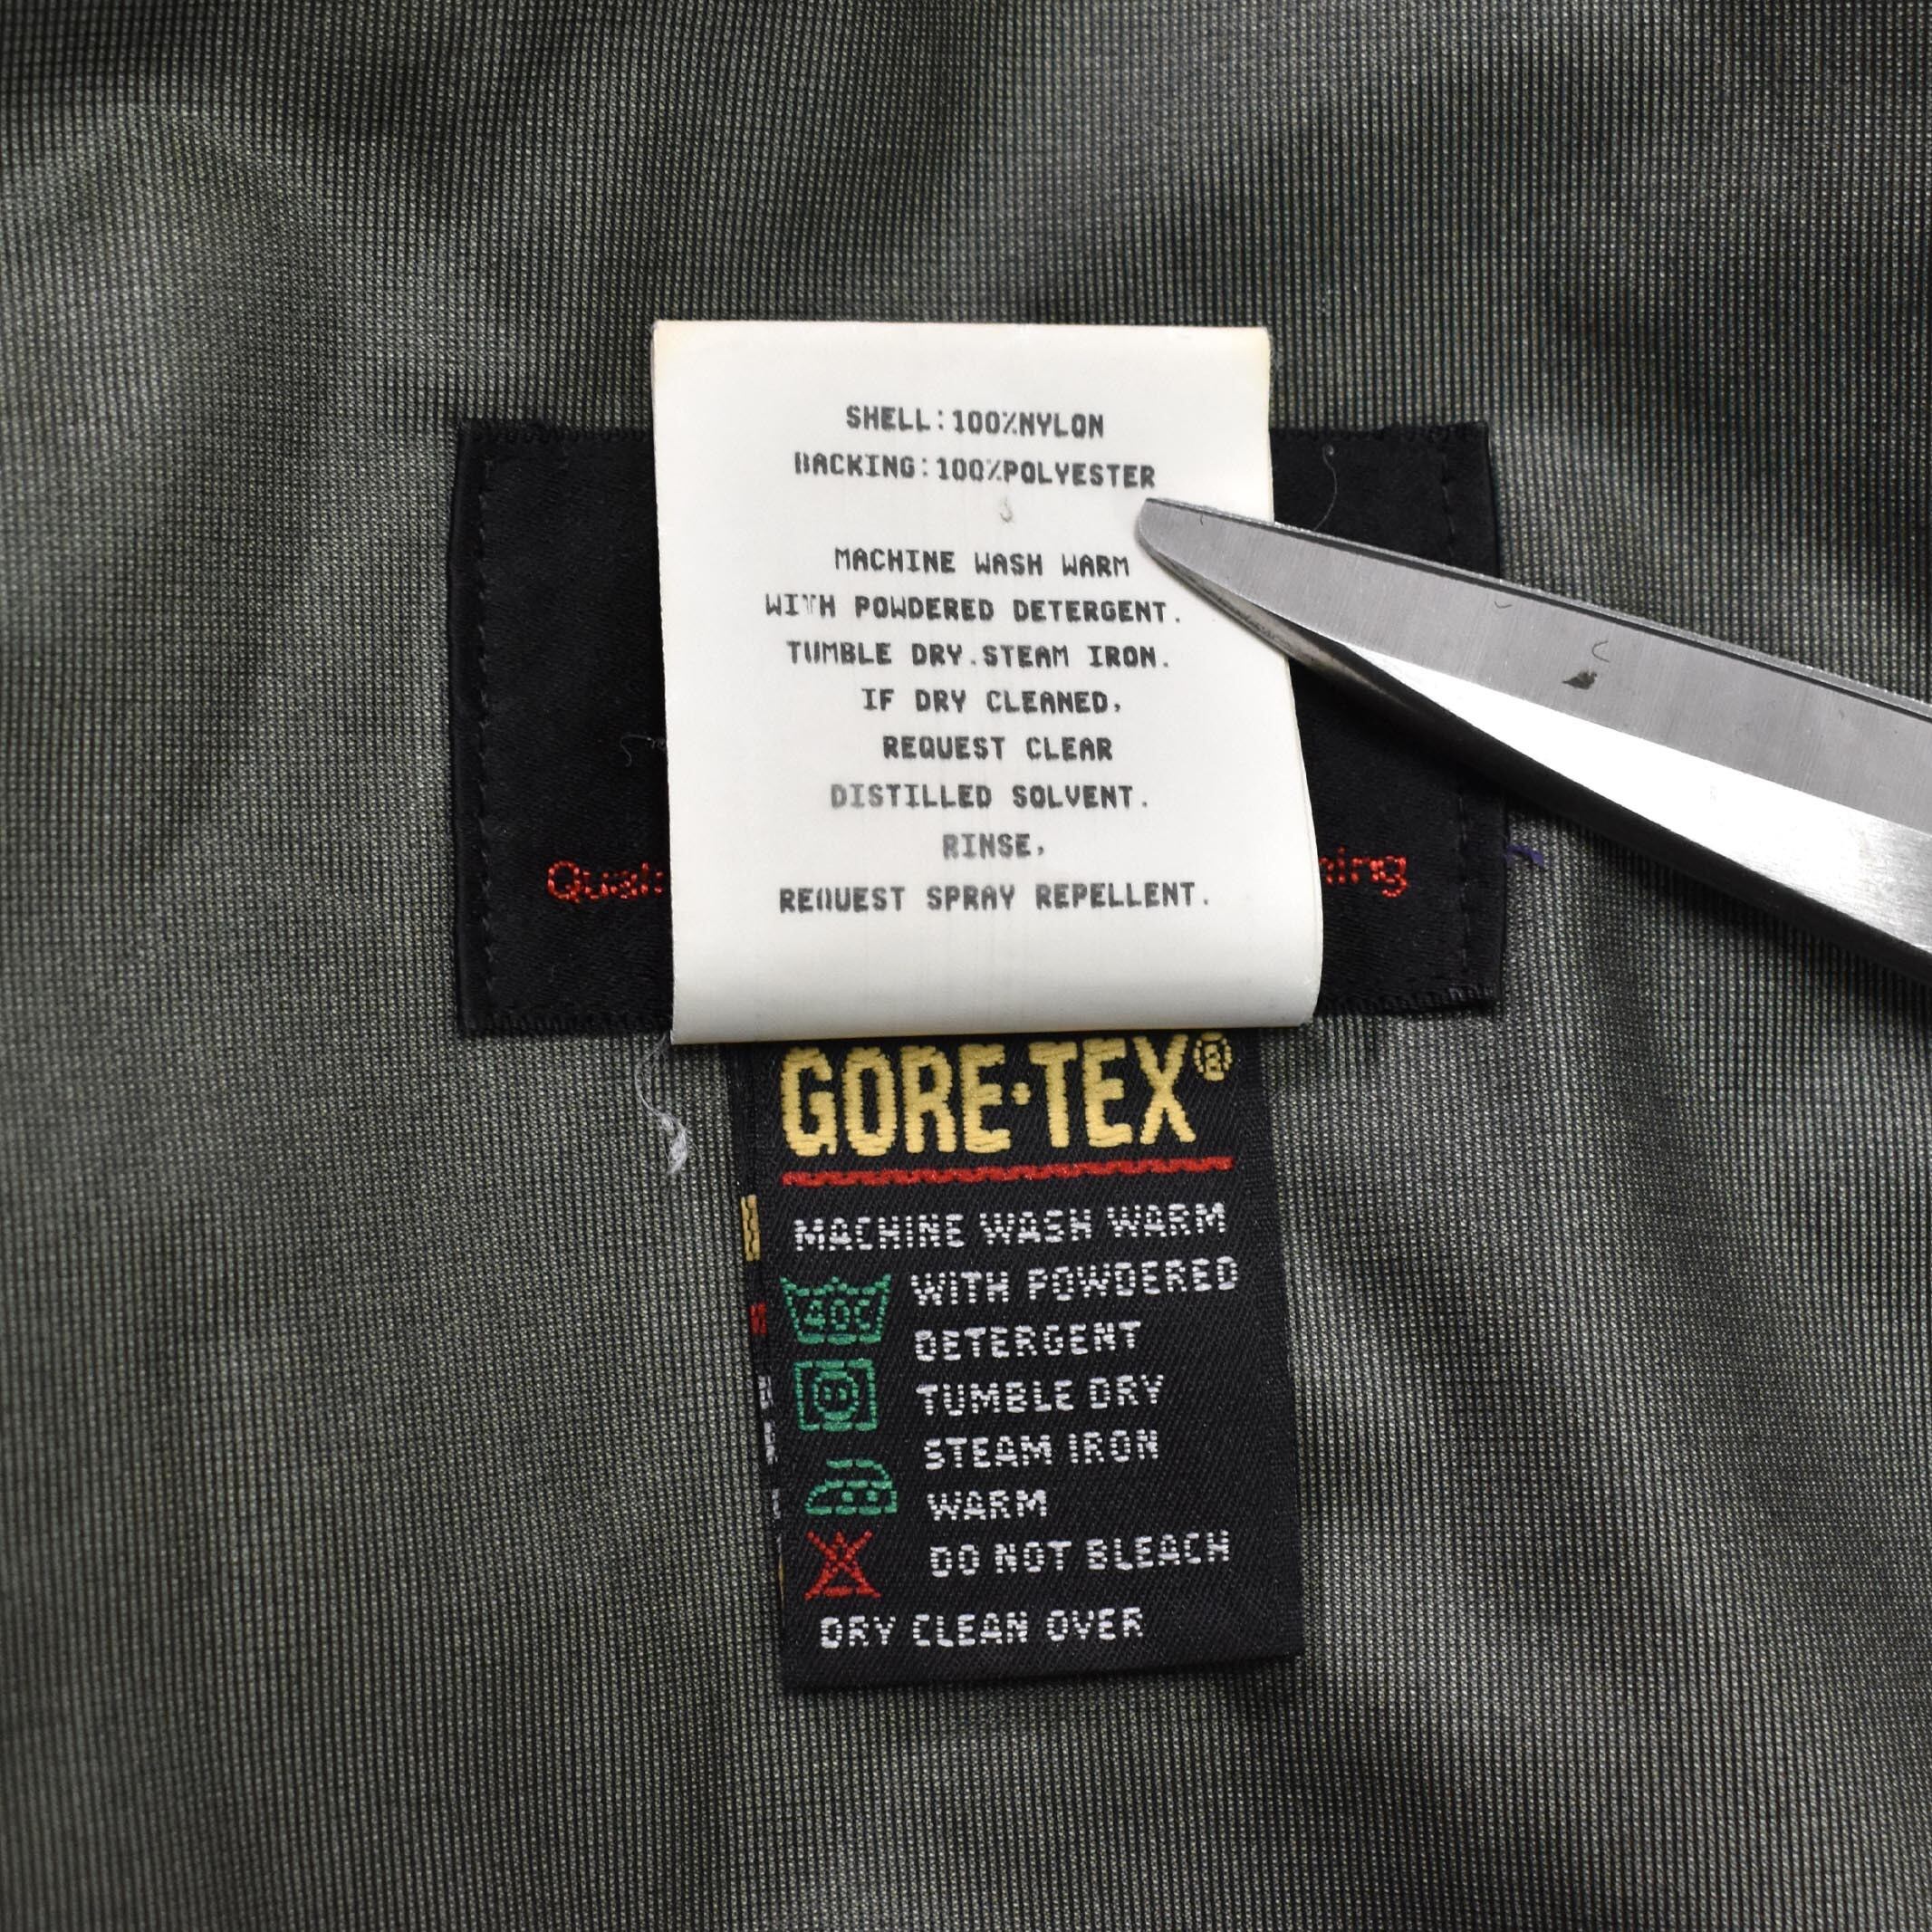 SHELL:100%NYLON
BACKING:100%POLYESTER
MACHINE WASH WARM
WITH POWDERED DETERGENT.
TUMBLE DRY.STEAM IRON.
IF DRY CLEANED,
REQUEST CLEAR
DISTILLED SOLVENT.
RINSE,
REQUEST SPRAY REPELLENT.
GORE·TEX®
MACHINE WASH WARM
40C WITH POWDERED
DETERGENT
TUMBLE DRY
STEAM IRON
WARM
DO NOT BLEACH
DRY CLEAN OVER